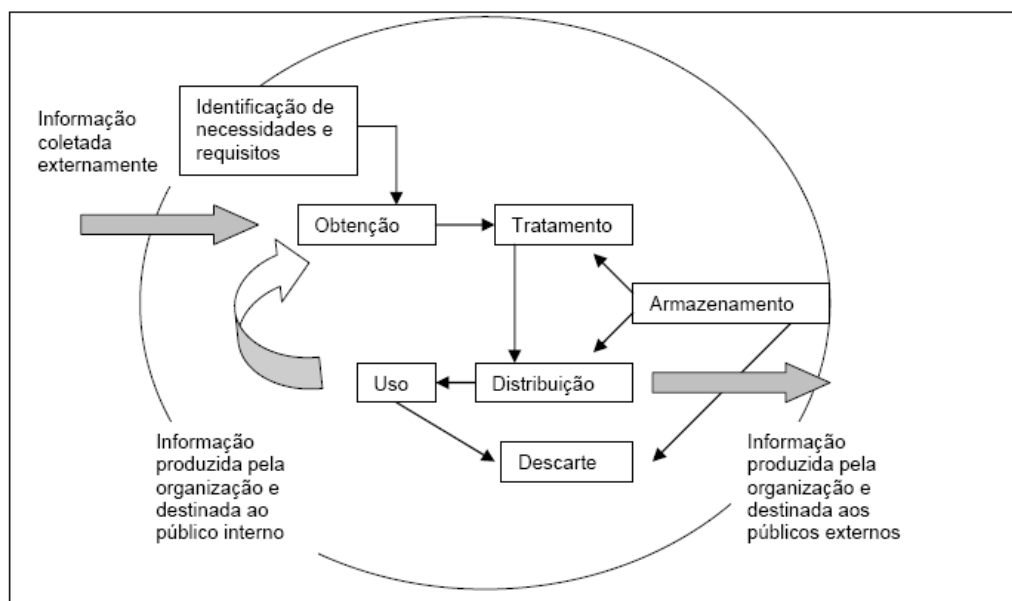 Informação
coletada
externamente
Identificação de
necessidades e
requisitos
Obtenção
Tratamento
Armazenamento
Uso
Distribuição
Descarte
Informação
produzida pela
organização e
destinada ao
público interno
Informação
produzida pela
organização e
destinada aos
públicos externos